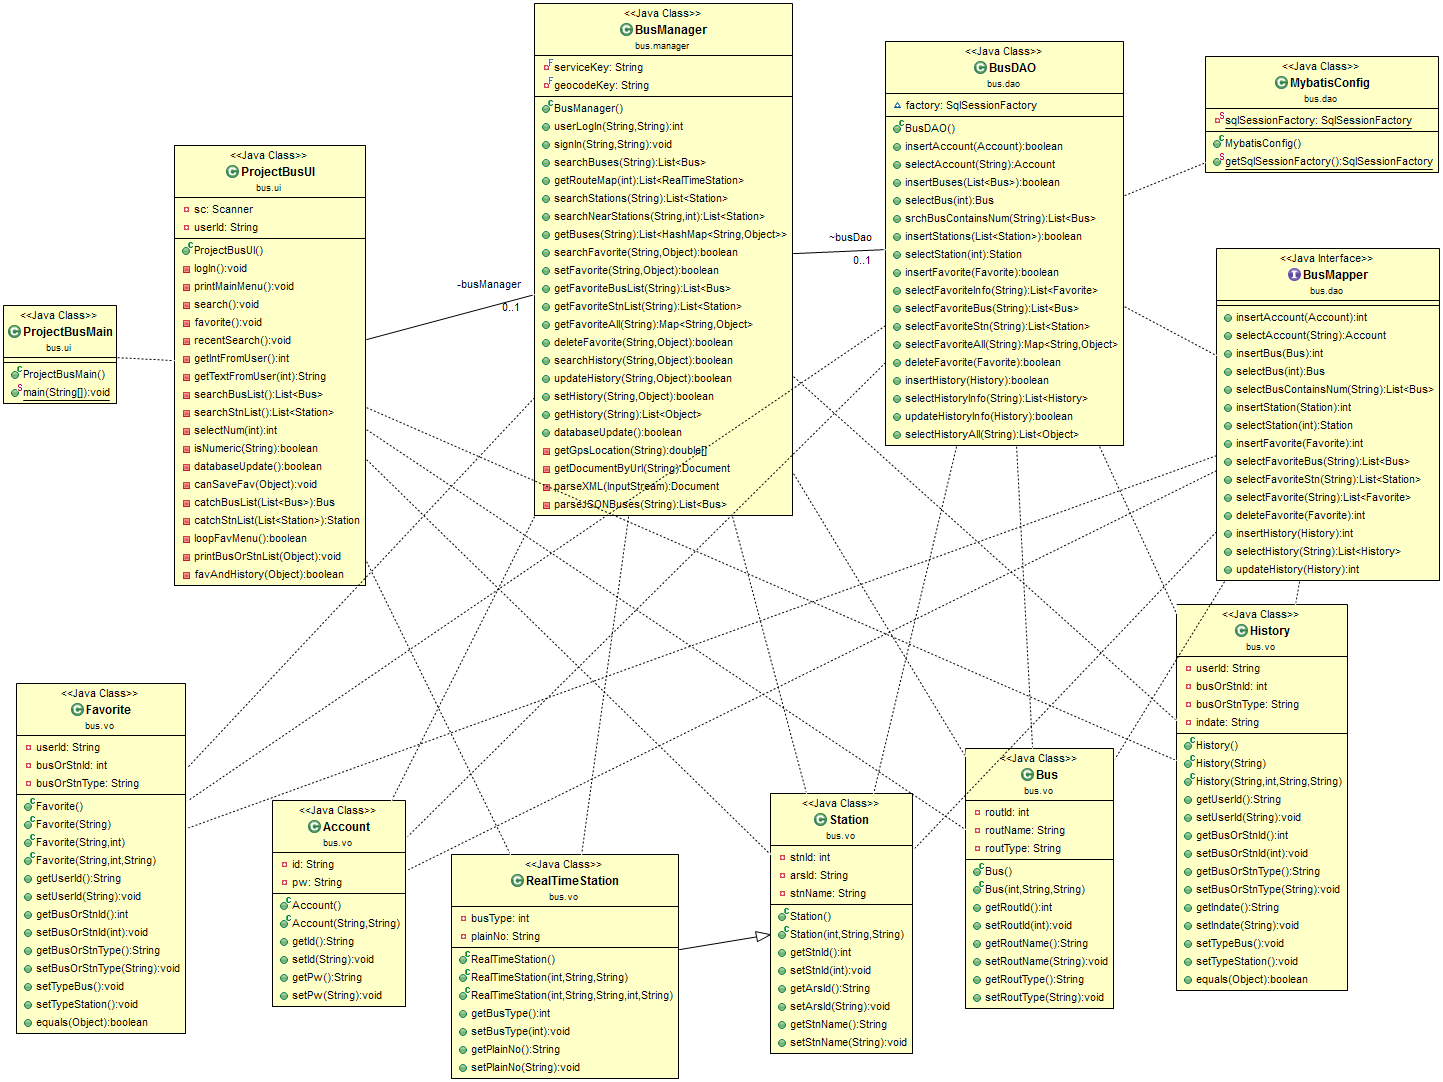 <<Java Class>>
BusManager
bus.manager
serviceKey: String
geocodeKey: String
BusManager()
userLogIn(String,String):int
signIn(String,String):void
searchBuses(String):List<Bus>
getRouteMap(int):List<RealTimeStation>
searchStations(String):List<Station>
searchNearStations(String,int):List<Station>
getBuses(String):List<HashMap<String,Object>>
searchFavorite(String,Object):boolean
setFavorite(String,Object):boolean
getFavoriteBusList(String):List<Bus>
getFavoriteStnList(String):List<Station>
getFavoriteAll(String):Map<String,Object>
deleteFavorite(String,Object):boolean
searchHistory(String,Object):boolean
updateHistory(String,Object):boolean
setHistory(String,Object):boolean
getHistory(String):List<Object>
databaseUpdate():boolean
getGpsLocation(String):double[]
getDocumentByUrl(String):Document
parseXML(InputStream):Document
parseJSONBuses(String):List<Bus>
<<Java Class>>
BusDAO
bus.dao
factory: SqlSessionFactory
BusDAO()
insertAccount(Account):boolean
selectAccount(String):Account
insertBuses(List<Bus>):boolean
selectBus(int):Bus
srchBusContainsNum(String):List<Bus>
insertStations(List<Station>):boolean
selectStation(int):Station
insertFavorite(Favorite):boolean
selectFavoriteInfo(String):List<Favorite>
selectFavoriteBus(String):List<Bus>
selectFavoriteStn(String):List<Station>
selectFavoriteAll(String):Map<String,Object>
deleteFavorite(Favorite):boolean
insertHistory(History):boolean
selectHistoryInfo(String):List<History>
updateHistoryInfo(History):boolean
selectHistoryAll(String):List<Object>
<<Java Class>>
MybatisConfig
bus.dao
sqlSessionFactory: SqlSessionFactory
MybatisConfig()
getSqlSessionFactory():SqlSessionFactory
<<Java Class>>
ProjectBusUI
bus.ui
sc: Scanner
userId: String
ProjectBusUI()
logIn():void
printMainMenu():void
search():void
favorite():void
recentSearch():void
getIntFromUser():int
getTextFromUser(int):String
searchBusList():List<Bus>
searchStnList():List<Station>
selectNum(int):int
isNumeric(String):boolean
databaseUpdate():boolean
canSaveFav(Object):void
catchBusList(List<Bus>):Bus
catchStnList(List<Station>):Station
loopFavMenu():boolean
printBusOrStnList(Object):void
favAndHistory(Object):boolean
~busDao
0..1
-busManager
0..1
<<Java Interface>>
BusMapper
bus.dao
insertAccount(Account):int
selectAccount(String):Account
insertBus(Bus):int
selectBus(int):Bus
selectBusContainsNum(String):List<Bus>
insertStation(Station):int
selectStation(int):Station
insertFavorite(Favorite):int
selectFavoriteBus(String):List<Bus>
selectFavoriteStn(String):List<Station>
selectFavorite(String):List<Favorite>
deleteFavorite(Favorite):int
insertHistory(History):int
selectHistory(String):List<History>
updateHistory(History):int
<<Java Class>>
ProjectBusMain
bus.ui
ProjectBusMain()
main(String[]):void
<<Java Class>>
History
bus.vo
userId: String
busOrStnId: int
busOrStnType: String
indate: String
History()
History(String)
History(String,int,String,String)
getUserId():String
setUserId(String):void
getBusOrStnId():int
setBusOrStnId(int):void
getBusOrStnType():String
setBusOrStnType(String):void
getIndate():String
setIndate(String):void
setTypeBus():void
setTypeStation():void
equals(Object):boolean
<<Java Class>>
Favorite
bus.vo
userId: String
busOrStnId: int
busOrStnType: String
Favorite()
Favorite(String)
Favorite(String,int)
Favorite(String,int,String)
getUserId():String
setUserId(String):void
getBusOrStnId():int
setBusOrStnId(int):void
getBusOrStnType():String
setBusOrStnType(String):void
setTypeBus():void
setTypeStation():void
equals(Object):boolean
<<Java Class>>
Account
bus.vo
id: String
pw: String
Account()
Account(String,String)
getId():String
setId(String):void
getPw():String
setPw(String):void
<<Java Class>>
RealTimeStation
bus.vo
busType: int
plainNo: String
RealTimeStation()
RealTimeStation(int,String,String)
RealTimeStation(int,String,String,int,String)
getBusType():int
setBusType(int):void
getPlainNo():String
setPlainNo(String):void
<<Java Class>>
Station
bus.vo
stnId: int
arsId: String
stnName: String
Station()
Station(int,String,String)
getStnId():int
setStnId(int):void
getArsId():String
setArsId(String):void
getStnName():String
setStnName(String):void
<<Java Class>>
Bus
bus.vo
routId: int
routName: String
routType: String
Bus()
Bus(int,String,String)
getRoutId():int
setRoutId(int):void
getRoutName():String
setRoutName(String):void
getRoutType():String
setRoutType(String):void